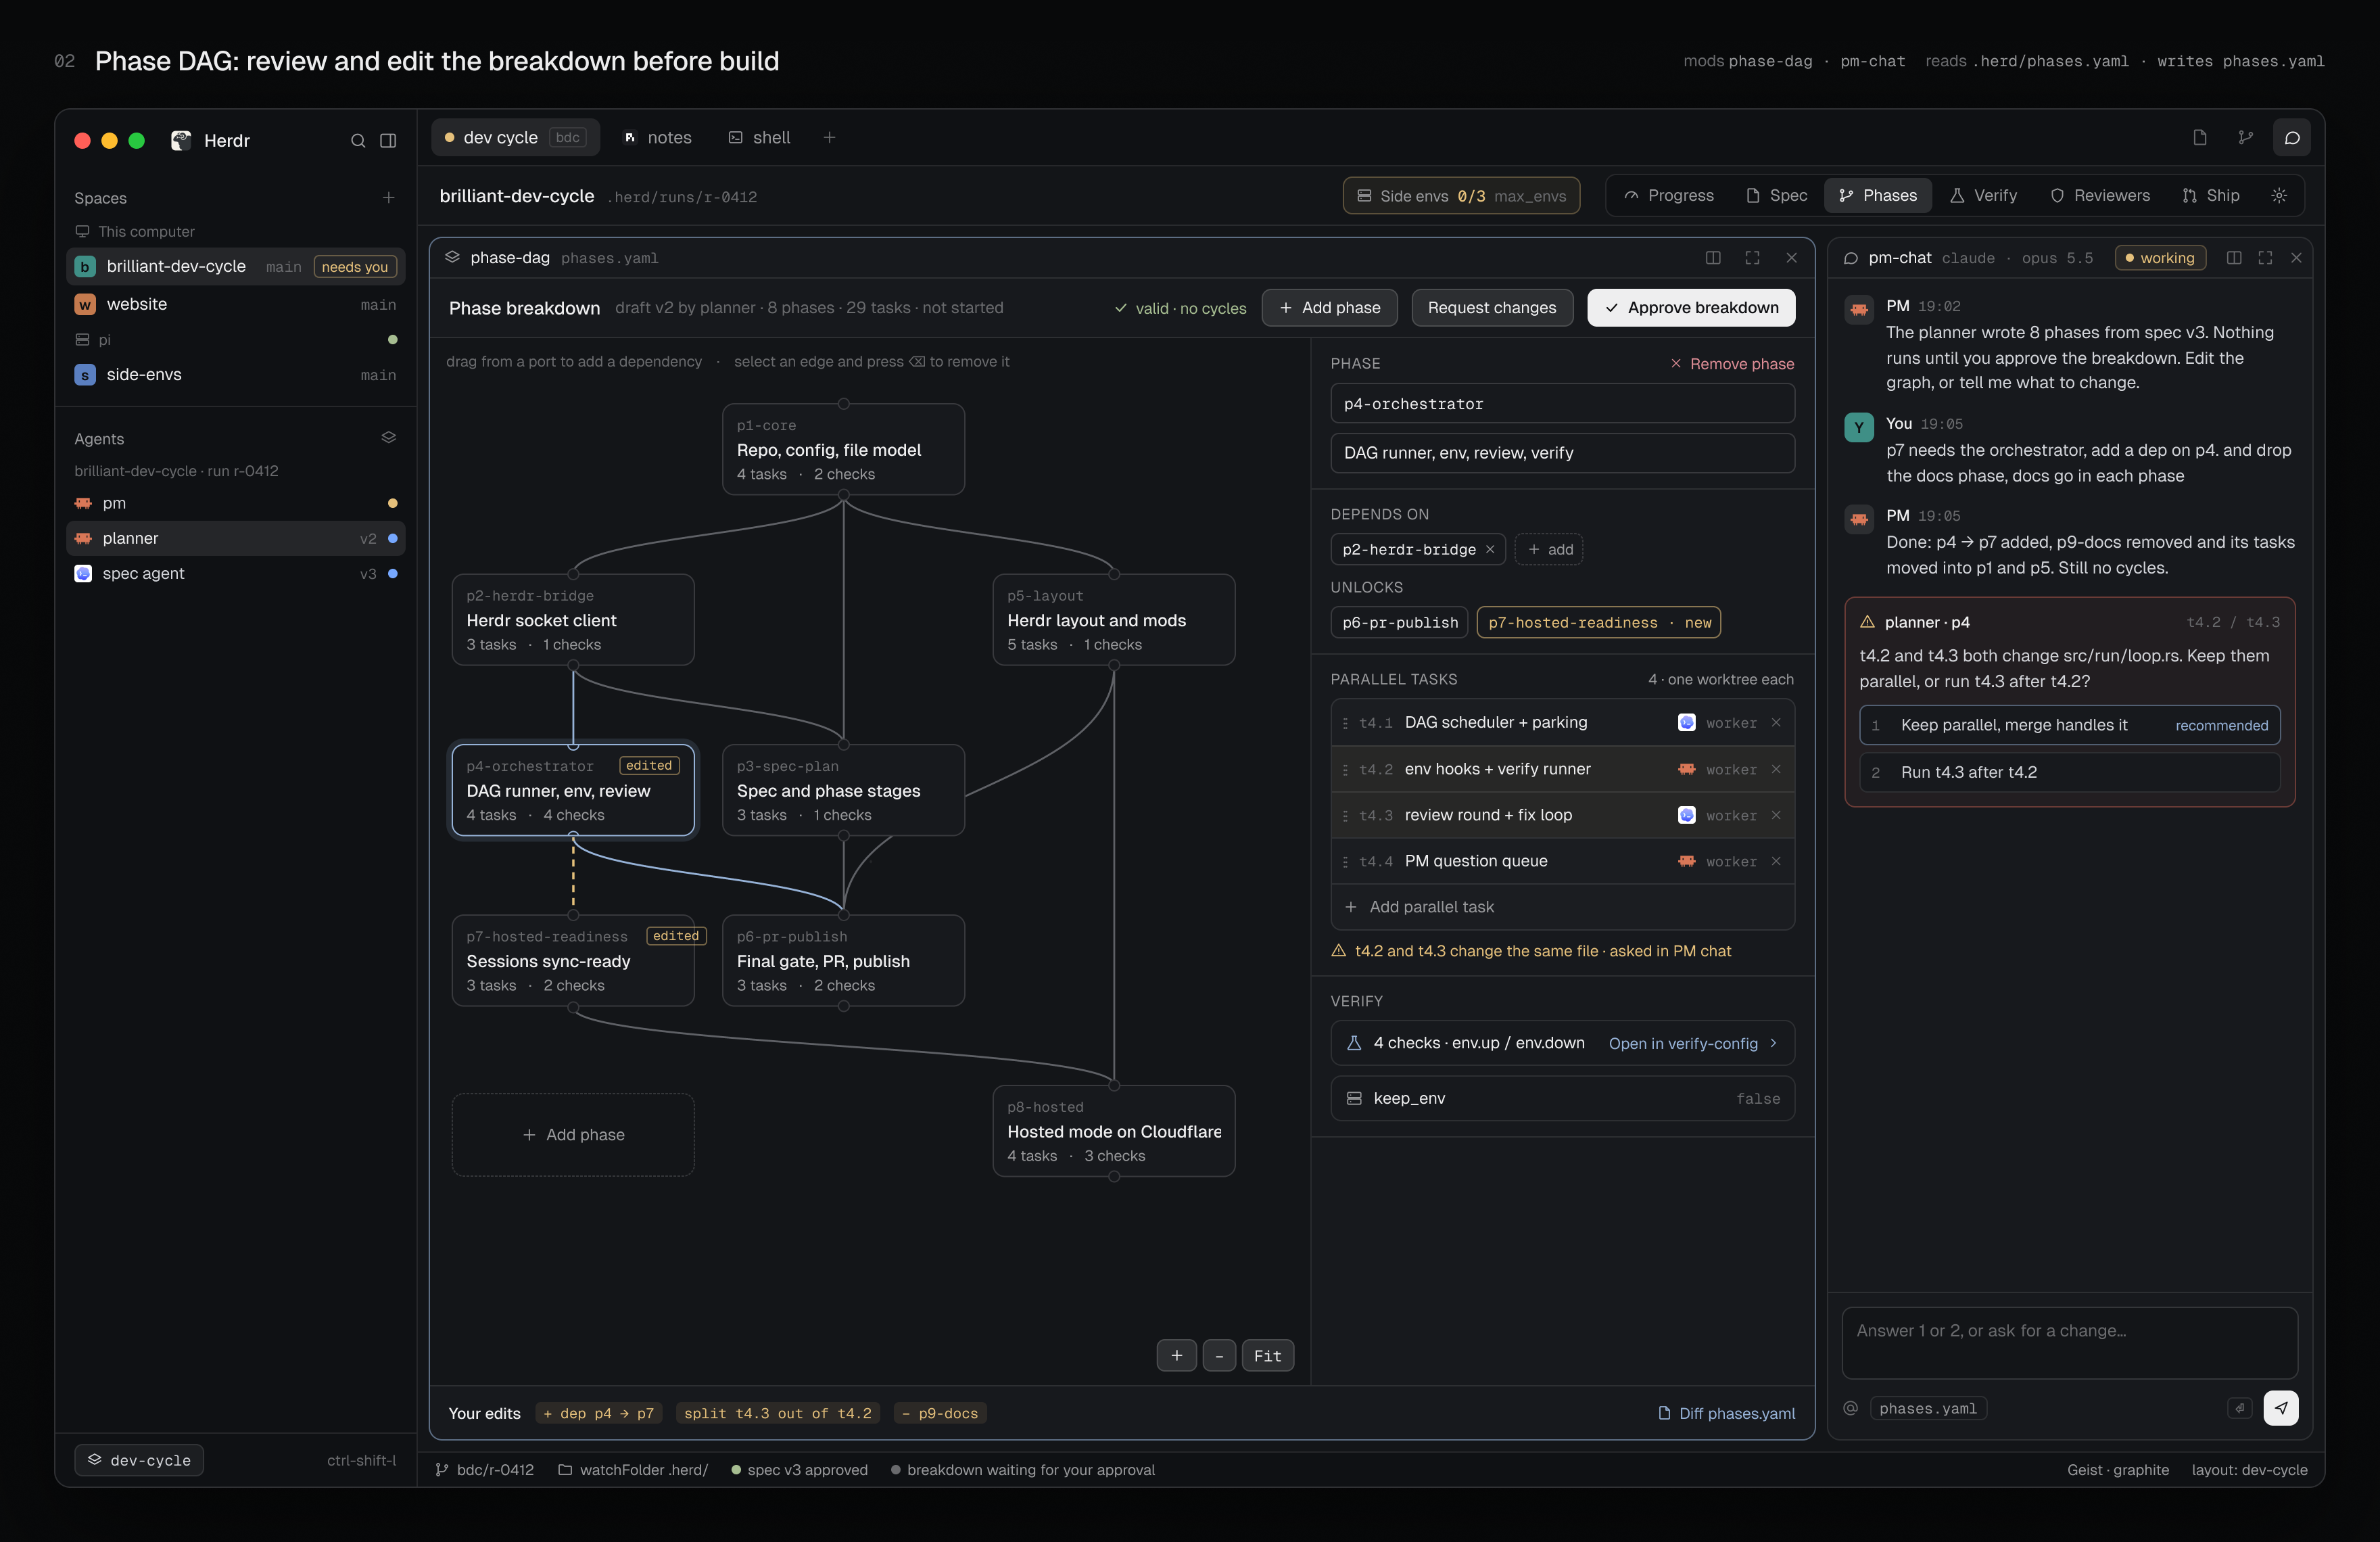 02 Phase DAG: review and edit the breakdown before build
mods phase-dag · pm-chat reads .herd/phases.yaml · writes phases.yaml
Herdr
Spaces
This computer
b brilliant-dev-cycle main needs you
w website main
pi
s side-envs main
Agents
brilliant-dev-cycle · run r-0412
pm
planner v2
spec agent v3
dev-cycle ctrl-shift-l
dev cycle bdc
notes
shell
brilliant-dev-cycle .herd/runs/r-0412
Side envs 0/3 max_envs
Progress Spec Phases Verify Reviewers Ship
phase-dag phases.yaml
Phase breakdown draft v2 by planner · 8 phases · 29 tasks · not started
valid · no cycles
+ Add phase
Request changes
Approve breakdown
drag from a port to add a dependency · select an edge and press ⌫ to remove it
p1-core
Repo, config, file model
4 tasks · 2 checks
p2-herdr-bridge
Herdr socket client
3 tasks · 1 checks
p5-layout
Herdr layout and mods
5 tasks · 1 checks
p4-orchestrator edited
DAG runner, env, review
4 tasks · 4 checks
p3-spec-plan
Spec and phase stages
3 tasks · 1 checks
p7-hosted-readiness edited
Sessions sync-ready
3 tasks · 2 checks
p6-pr-publish
Final gate, PR, publish
3 tasks · 2 checks
+ Add phase
p8-hosted
Hosted mode on Cloudflare
4 tasks · 3 checks
+ - Fit
PHASE × Remove phase
p4-orchestrator
DAG runner, env, review, verify
DEPENDS ON
p2-herdr-bridge × + add
UNLOCKS
p6-pr-publish p7-hosted-readiness · new
PARALLEL TASKS 4 · one worktree each
t4.1 DAG scheduler + parking worker ×
t4.2 env hooks + verify runner worker ×
t4.3 review round + fix loop worker ×
t4.4 PM question queue worker ×
+ Add parallel task
t4.2 and t4.3 change the same file · asked in PM chat
VERIFY
4 checks · env.up / env.down Open in verify-config
keep_env false
Your edits + dep p4 → p7 split t4.3 out of t4.2 − p9-docs
Diff phases.yaml
pm-chat claude · opus 5.5 working
PM 19:02
The planner wrote 8 phases from spec v3. Nothing
runs until you approve the breakdown. Edit the
graph, or tell me what to change.
Y You 19:05
p7 needs the orchestrator, add a dep on p4. and drop
the docs phase, docs go in each phase
PM 19:05
Done: p4 → p7 added, p9-docs removed and its tasks
moved into p1 and p5. Still no cycles.
planner · p4 t4.2 / t4.3
t4.2 and t4.3 both change src/run/loop.rs. Keep them
parallel, or run t4.3 after t4.2?
1 Keep parallel, merge handles it recommended
2 Run t4.3 after t4.2
Answer 1 or 2, or ask for a change…
@ phases.yaml
bdc/r-0412 watchFolder .herd/ spec v3 approved breakdown waiting for your approval
Geist · graphite layout: dev-cycle